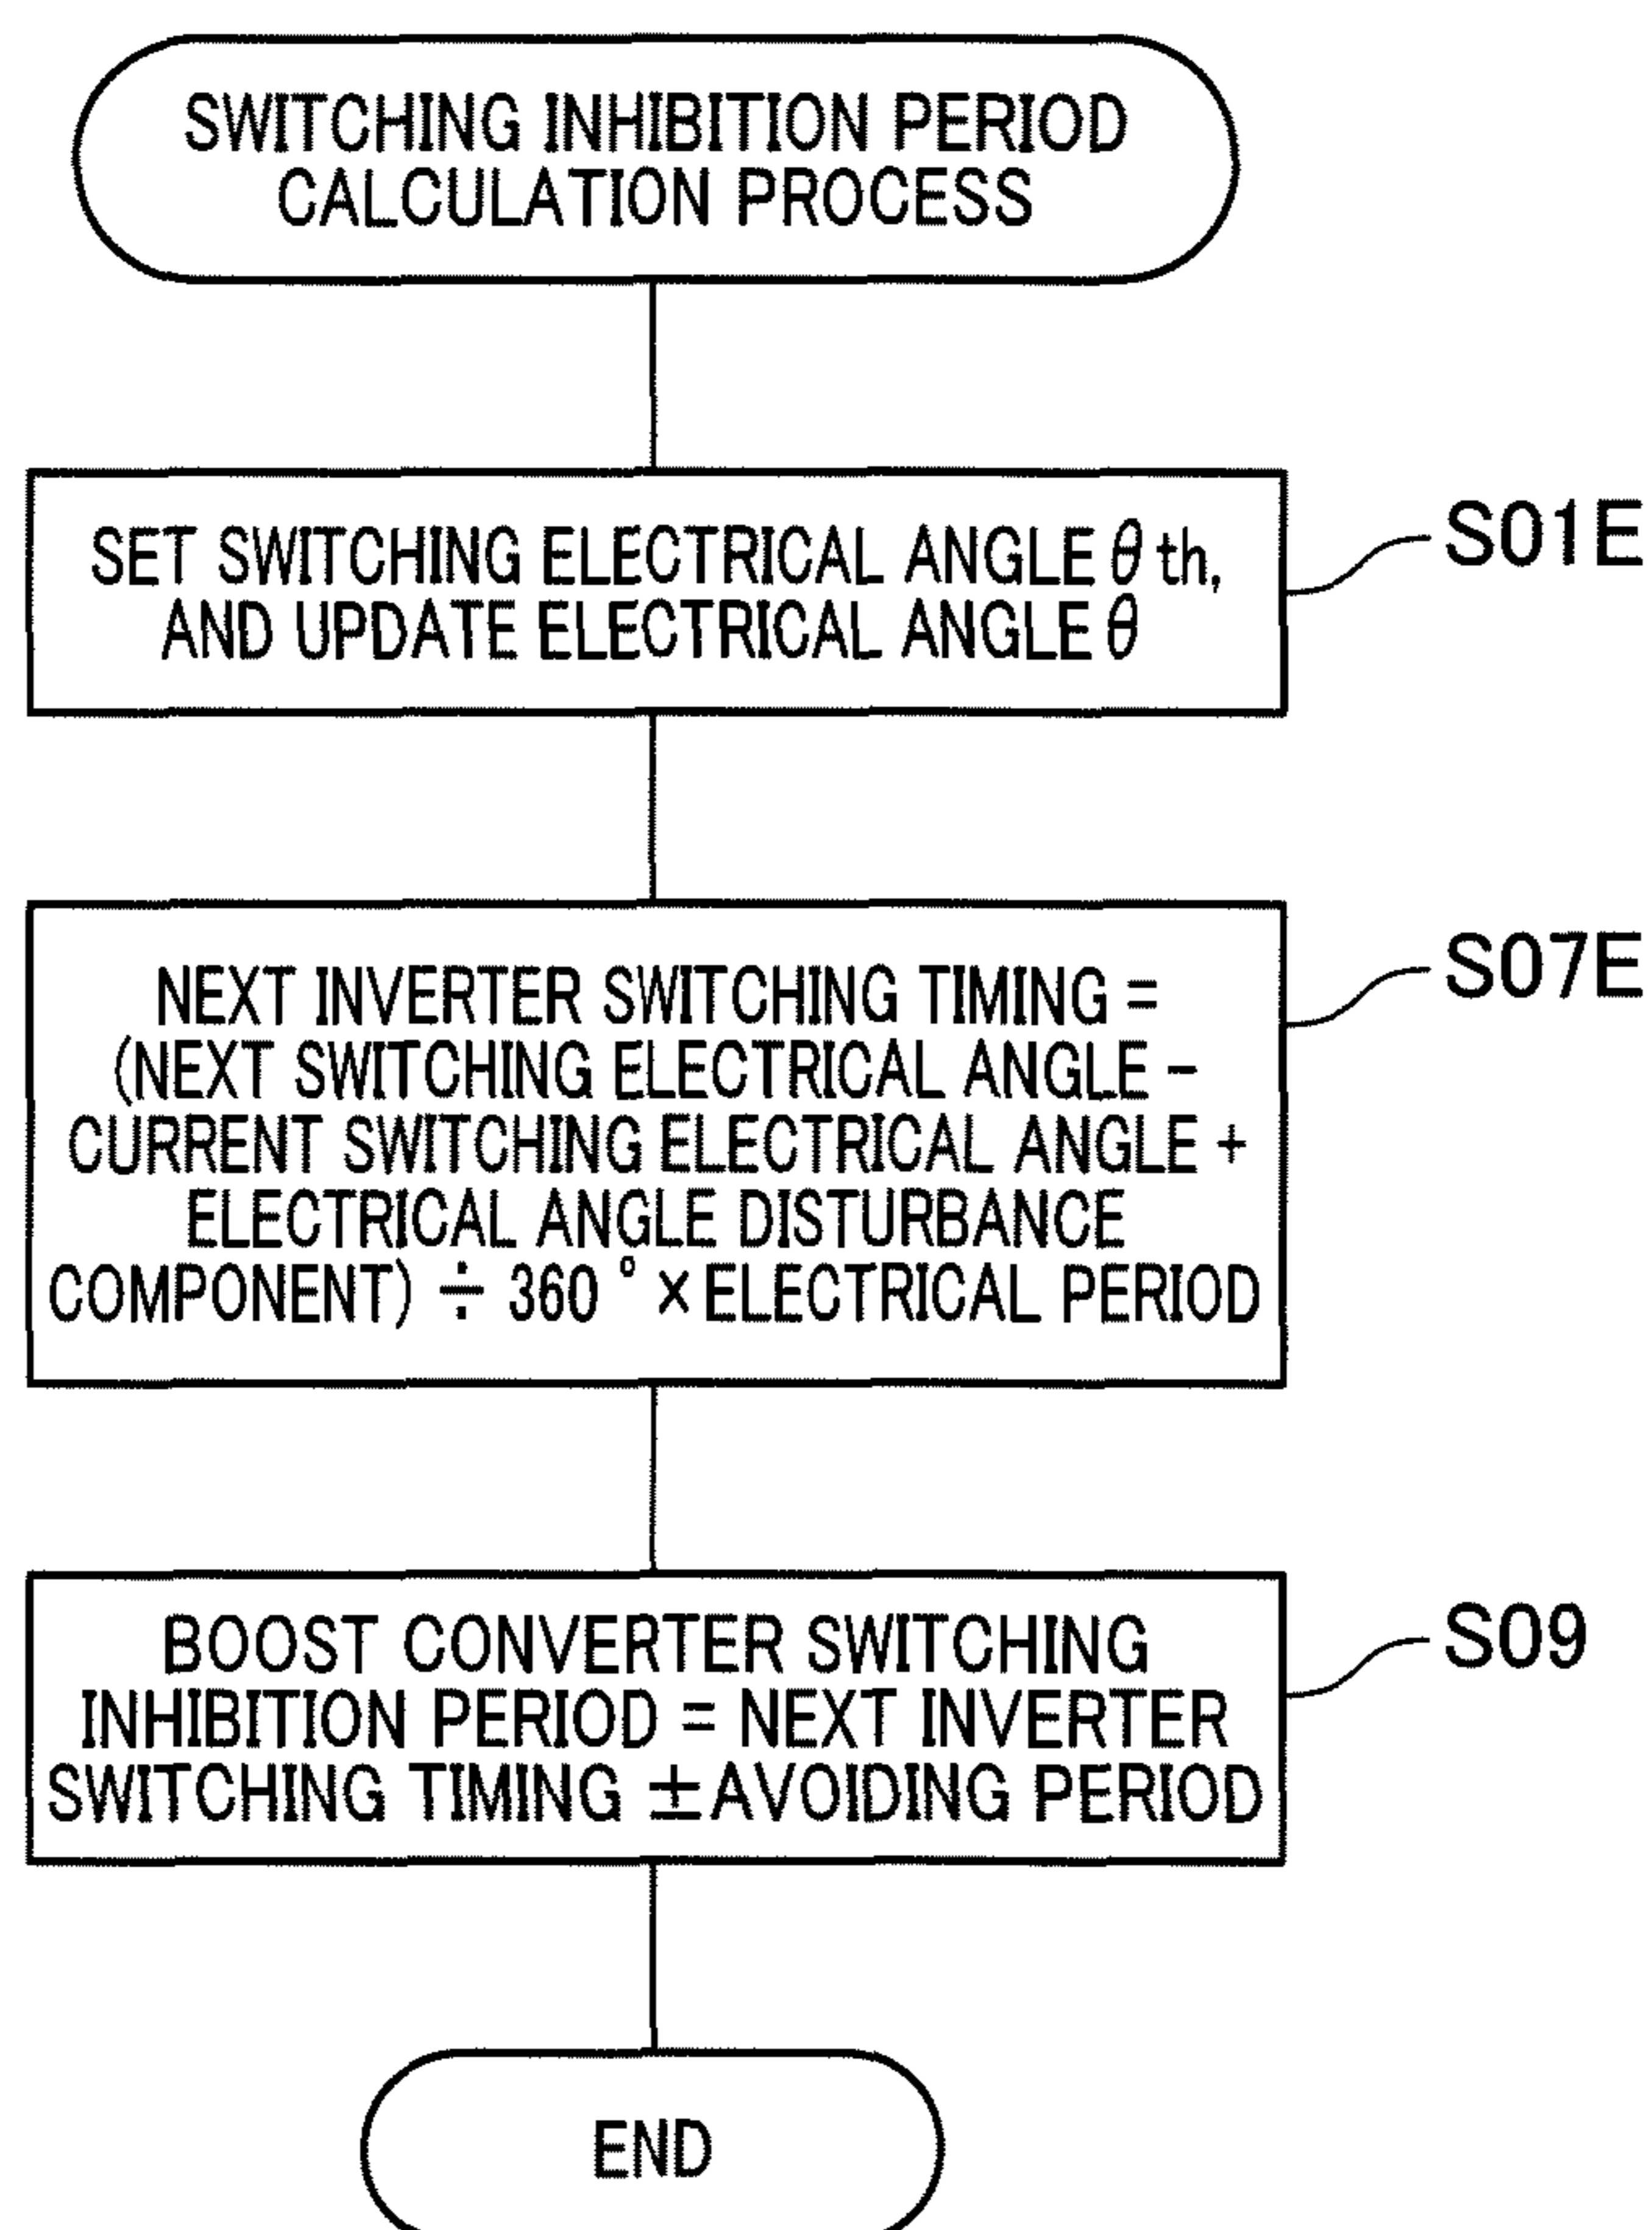 SWITCHING INHIBITION PERIOD
CALCULATION PROCESS
SET SWITCHING ELECTRICAL ANGLE θth,
AND UPDATE ELECTRICAL ANGLE θ
S01E
NEXT INVERTER SWITCHING TIMING =
(NEXT SWITCHING ELECTRICAL ANGLE −
CURRENT SWITCHING ELECTRICAL ANGLE +
ELECTRICAL ANGLE DISTURBANCE
COMPONENT) ÷ 360° × ELECTRICAL PERIOD
S07E
BOOST CONVERTER SWITCHING
INHIBITION PERIOD = NEXT INVERTER
SWITCHING TIMING ± AVOIDING PERIOD
S09
END